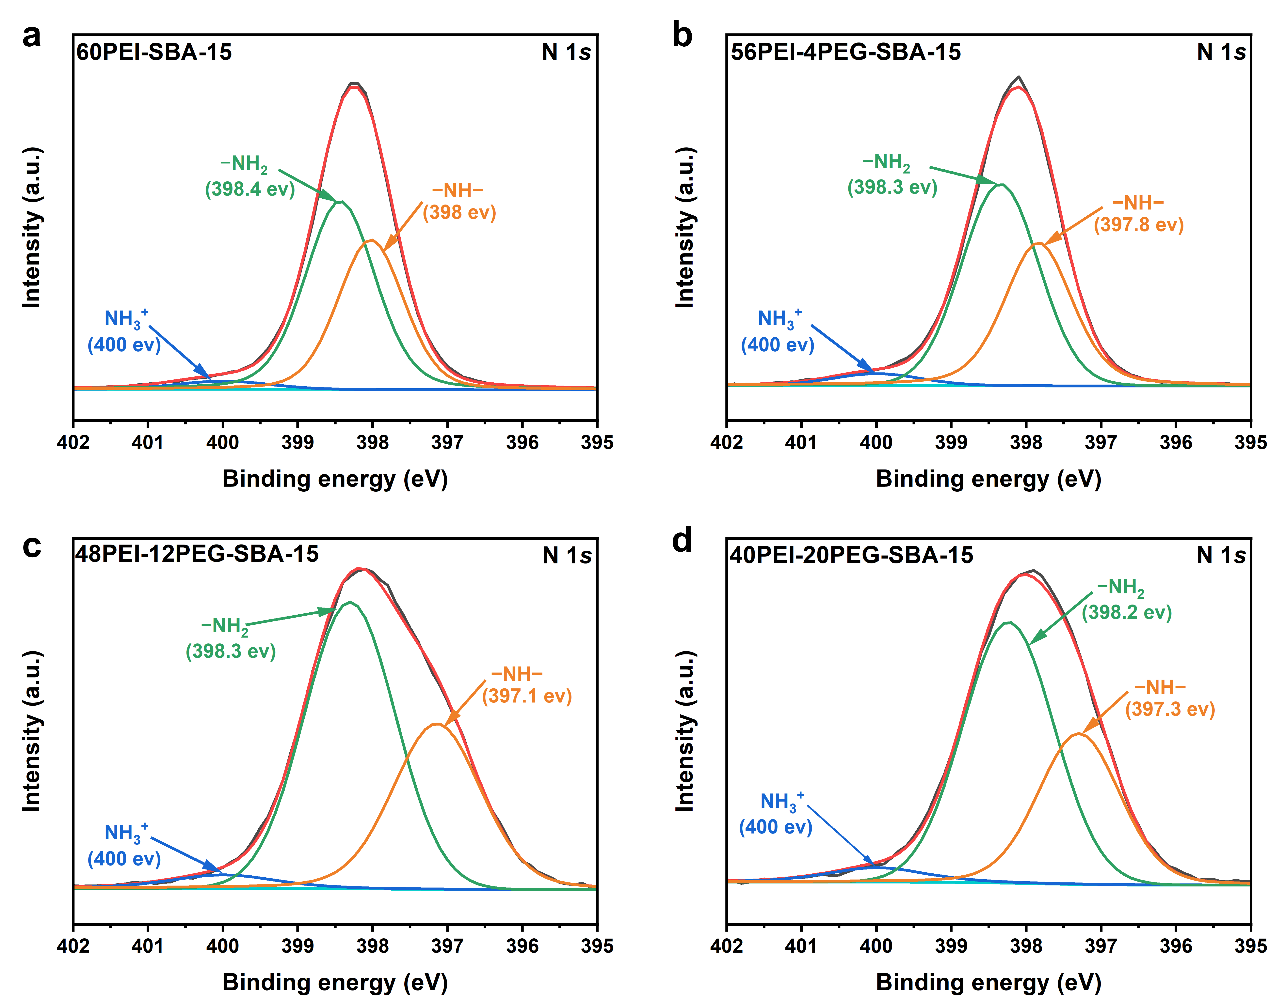 a
60PEI-SBA-15
N 1s
−NH₂
(398.4 ev)
−NH−
(398 ev)
NH₃⁺
(400 ev)
Intensity (a.u.)
402 401 400 399 398 397 396 395
Binding energy (eV)
b
56PEI-4PEG-SBA-15
N 1s
−NH₂
(398.3 ev)
−NH−
(397.8 ev)
NH₃⁺
(400 ev)
Intensity (a.u.)
402 401 400 399 398 397 396 395
Binding energy (eV)
c
48PEI-12PEG-SBA-15
N 1s
−NH₂
(398.3 ev)
−NH−
(397.1 ev)
NH₃⁺
(400 ev)
Intensity (a.u.)
402 401 400 399 398 397 396 395
Binding energy (eV)
d
40PEI-20PEG-SBA-15
N 1s
−NH₂
(398.2 ev)
−NH−
(397.3 ev)
NH₃⁺
(400 ev)
Intensity (a.u.)
402 401 400 399 398 397 396 395
Binding energy (eV)